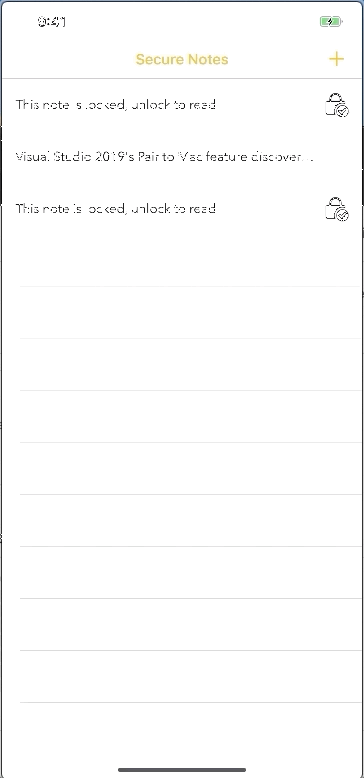 9:41
Secure Notes
This note is locked, unlock to read
Visual Studio 2019's Pair to Mac feature discover...
This note is locked, unlock to read